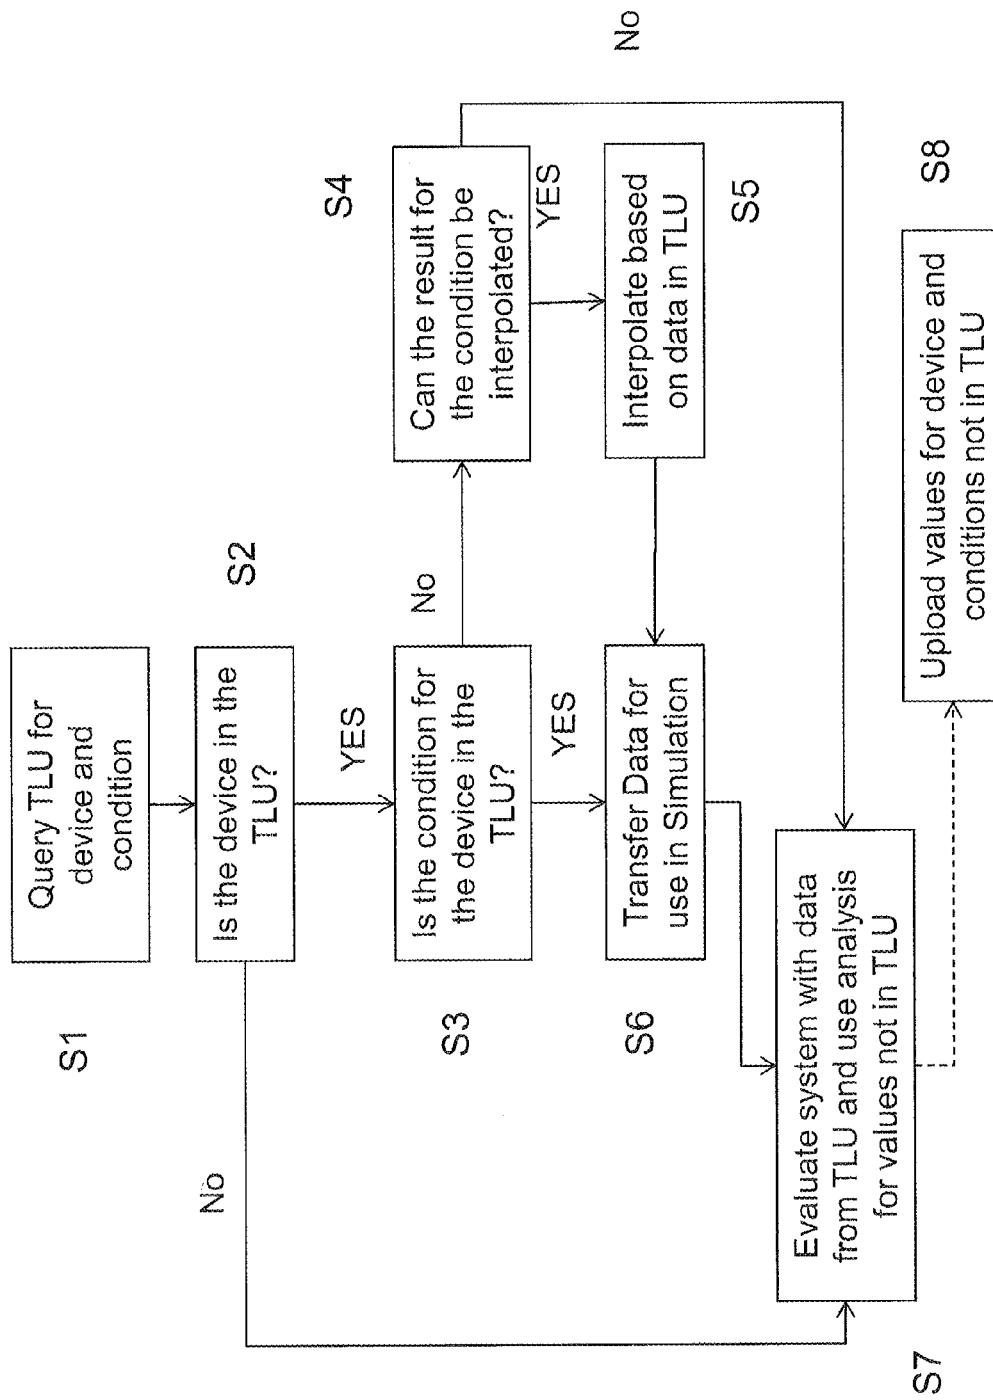 S1
Query TLU for
device and
condition
S2
Is the device in the
TLU?
No
YES
S3
Is the condition for
the device in the
TLU?
No
YES
S4
Can the result for
the condition be
interpolated?
YES
No
S5
Interpolate based
on data in TLU
S6
Transfer Data for
use in Simulation
S7
Evaluate system with data
from TLU and use analysis
for values not in TLU
S8
Upload values for device and
conditions not in TLU